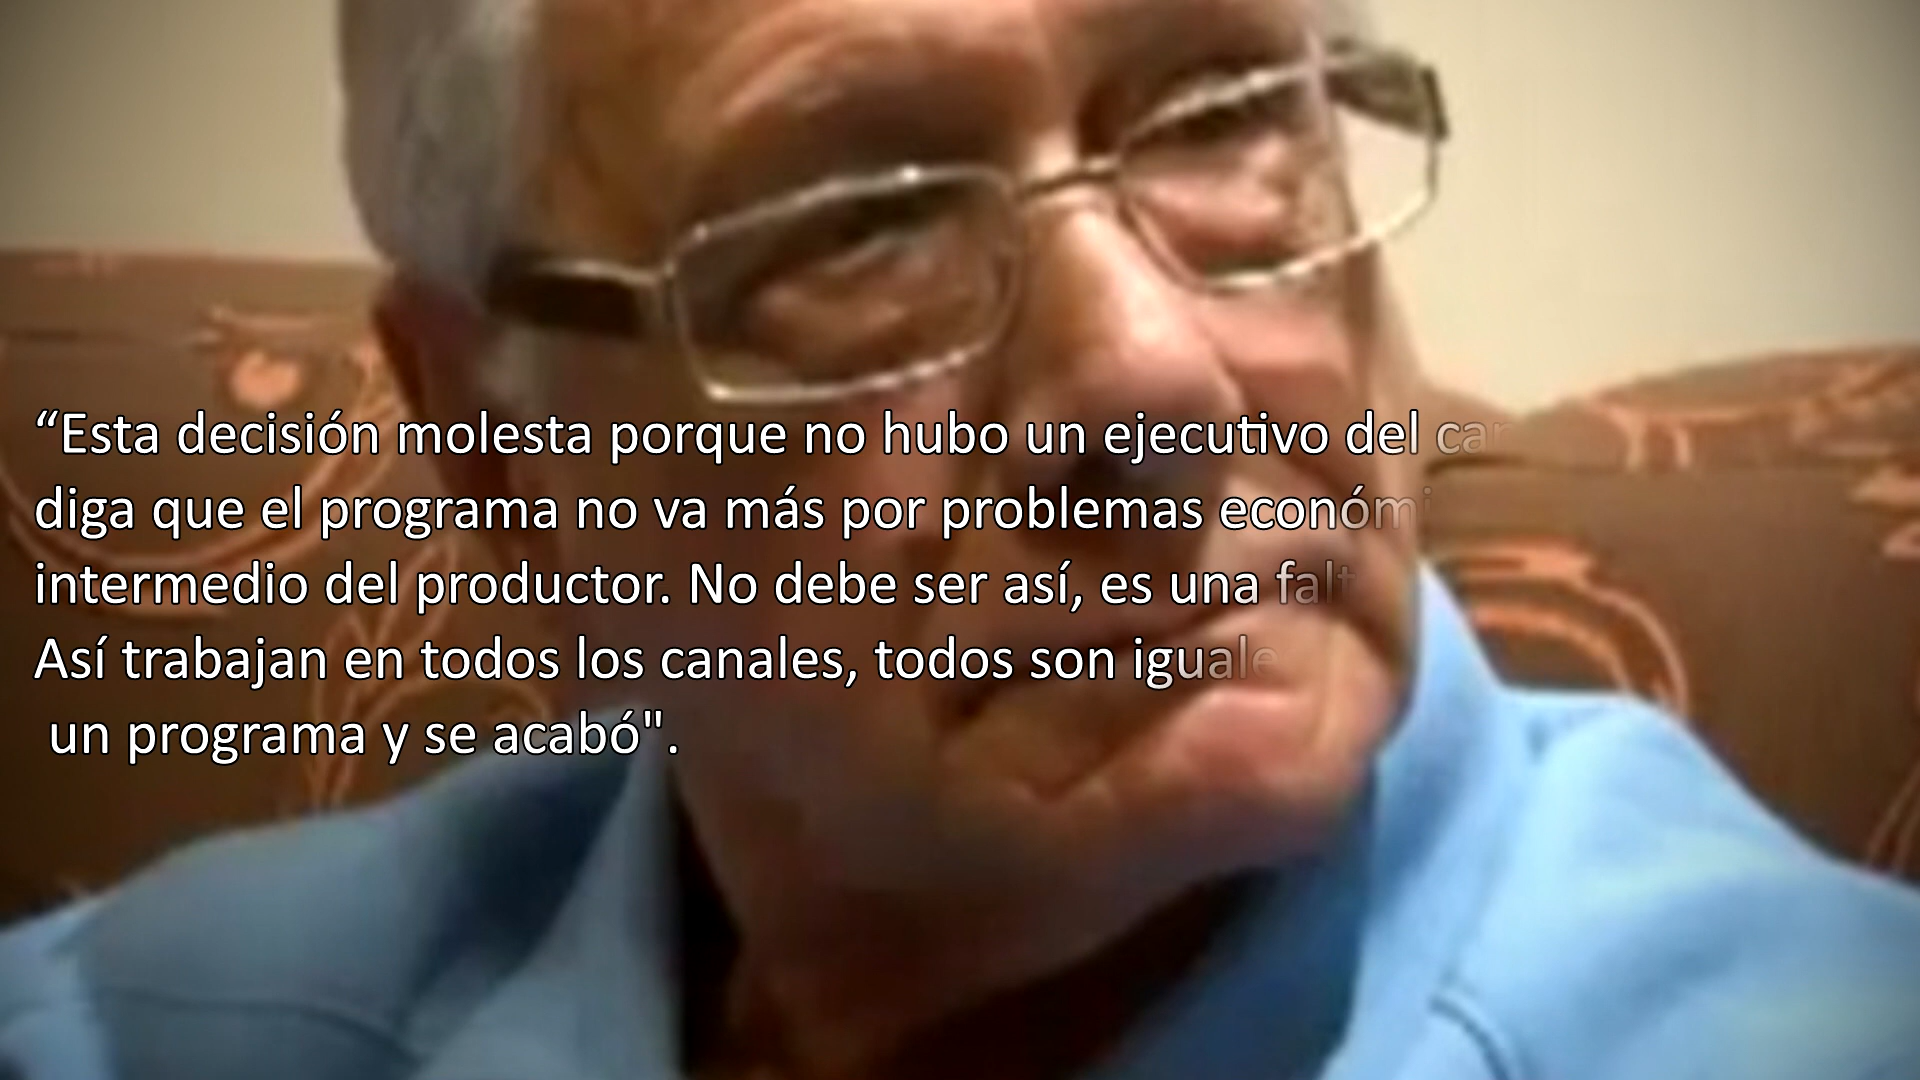 “Esta decisión molesta porque no hubo un ejecutivo del
diga que el programa no va más por problemas
intermedio del productor. No debe ser así, es una
Así trabajan en todos los canales, todos son
un programa y se acabó".